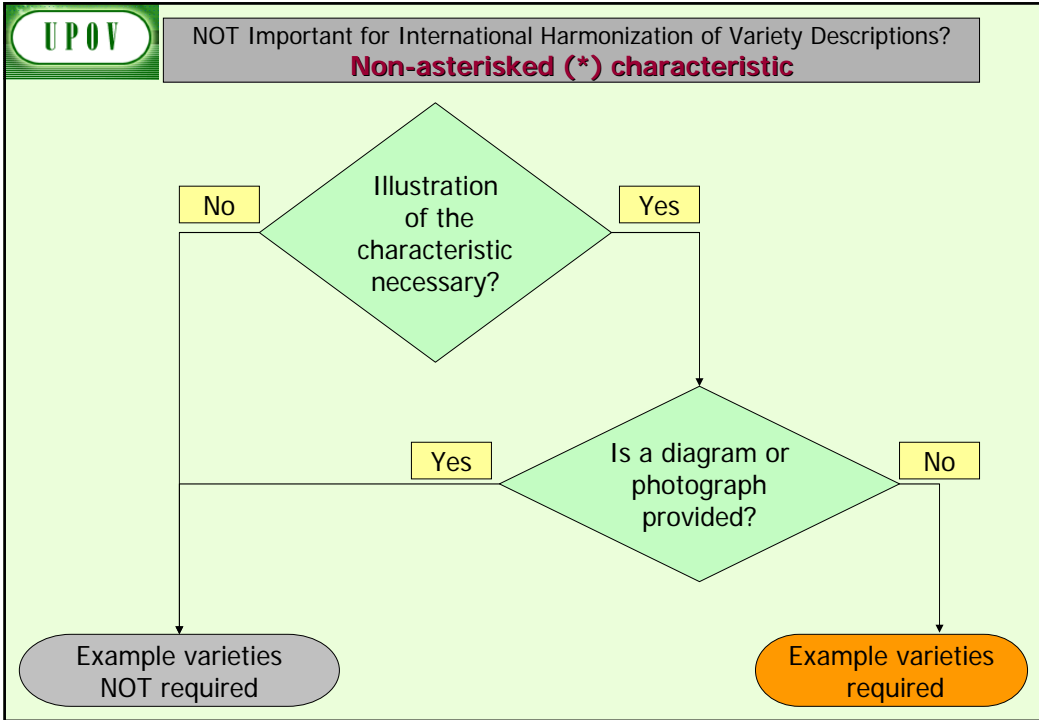 UPOV
NOT Important for International Harmonization of Variety Descriptions?
Non-asterisked (*) characteristic
Illustration
of the
characteristic
necessary?
No
Yes
Is a diagram or
photograph
provided?
Yes
No
Example varieties
NOT required
Example varieties
required